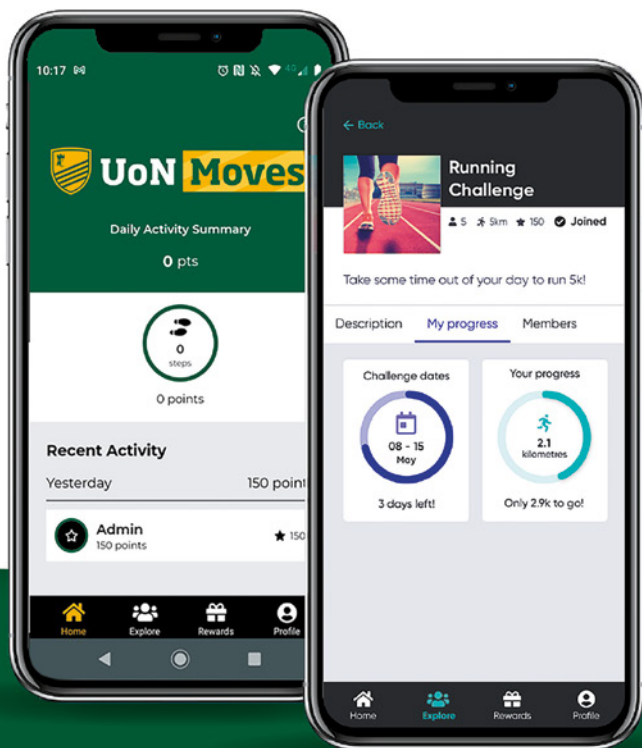 10:17
4G
UoN Moves
Daily Activity Summary
0 pts
0
steps
0 points
Recent Activity
Yesterday
150 point
Admin
150 points
150
Home
Explore
Rewards
Profile
← Back
Running
Challenge
5
5km
150
Joined
Take some time out of your day to run 5k!
Description
My progress
Members
Challenge dates
08 - 15
May
3 days left!
Your progress
2.1
kilometres
Only 2.9k to go!
Home
Explore
Rewards
Profile